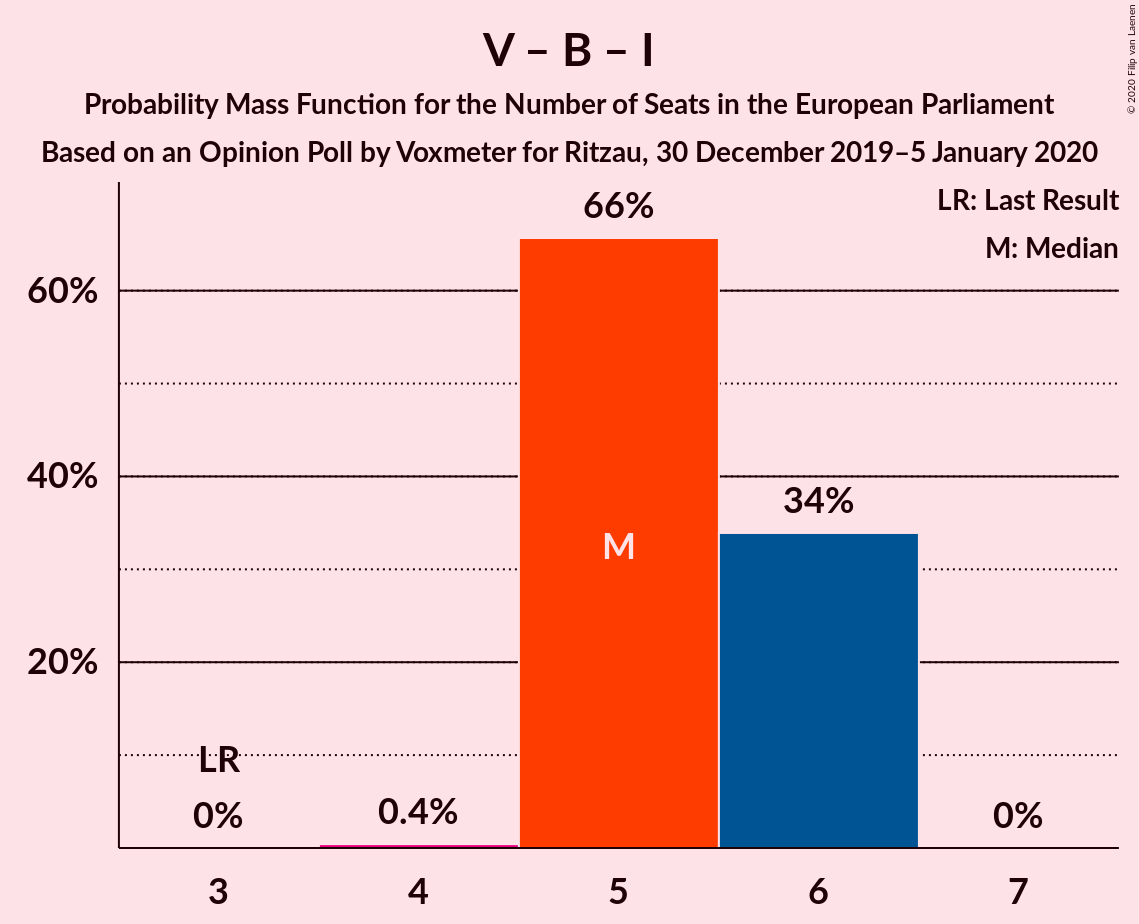 V – B – I
Probability Mass Function for the Number of Seats in the European Parliament
Based on an Opinion Poll by Voxmeter for Ritzau, 30 December 2019–5 January 2020
© 2020 Filip van Laenen
LR: Last Result
M: Median
66%
60%
40%
34%
M
20%
LR
0%
0.4%
0%
3 4 5 6 7